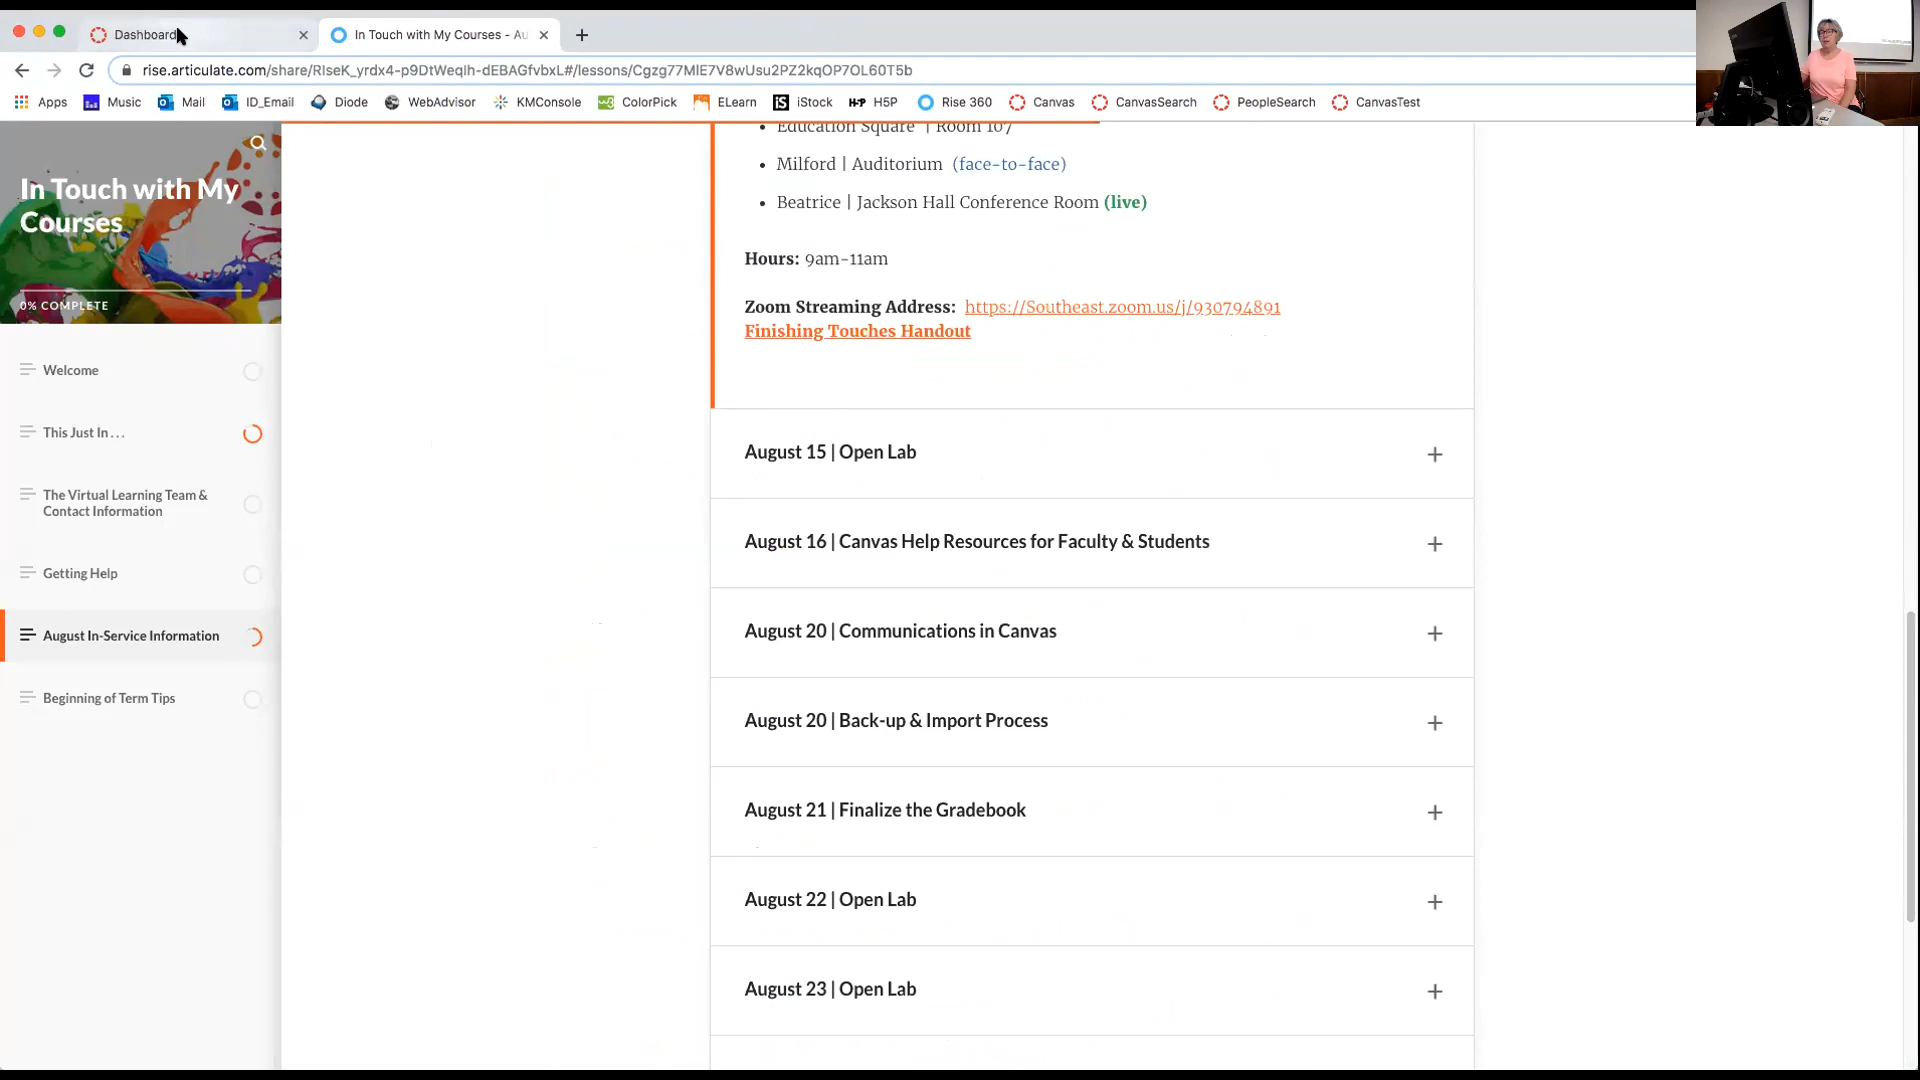 Dashboard
In Touch with My Courses - Au
rise.articulate.com/share/RIseK_yrdx4-p9DtWeqIh-dEBAGfvbxL#/lessons/Cgzg77MIE7V8wUsu2PZ2kqOP7OL60T5b
Apps Music Mail ID_Email Diode WebAdvisor KMConsole ColorPick ELearn iStock H5P Rise 360 Canvas CanvasSearch PeopleSearch CanvasTest
In Touch with My
Courses
0% COMPLETE
Welcome
This Just In . . .
The Virtual Learning Team &
Contact Information
Getting Help
August In-Service Information
Beginning of Term Tips
• Education Square | Room 107
• Milford | Auditorium (face-to-face)
• Beatrice | Jackson Hall Conference Room (live)
Hours: 9am-11am
Zoom Streaming Address: https://Southeast.zoom.us/j/930794891
Finishing Touches Handout
August 15 | Open Lab
August 16 | Canvas Help Resources for Faculty & Students
August 20 | Communications in Canvas
August 20 | Back-up & Import Process
August 21 | Finalize the Gradebook
August 22 | Open Lab
August 23 | Open Lab